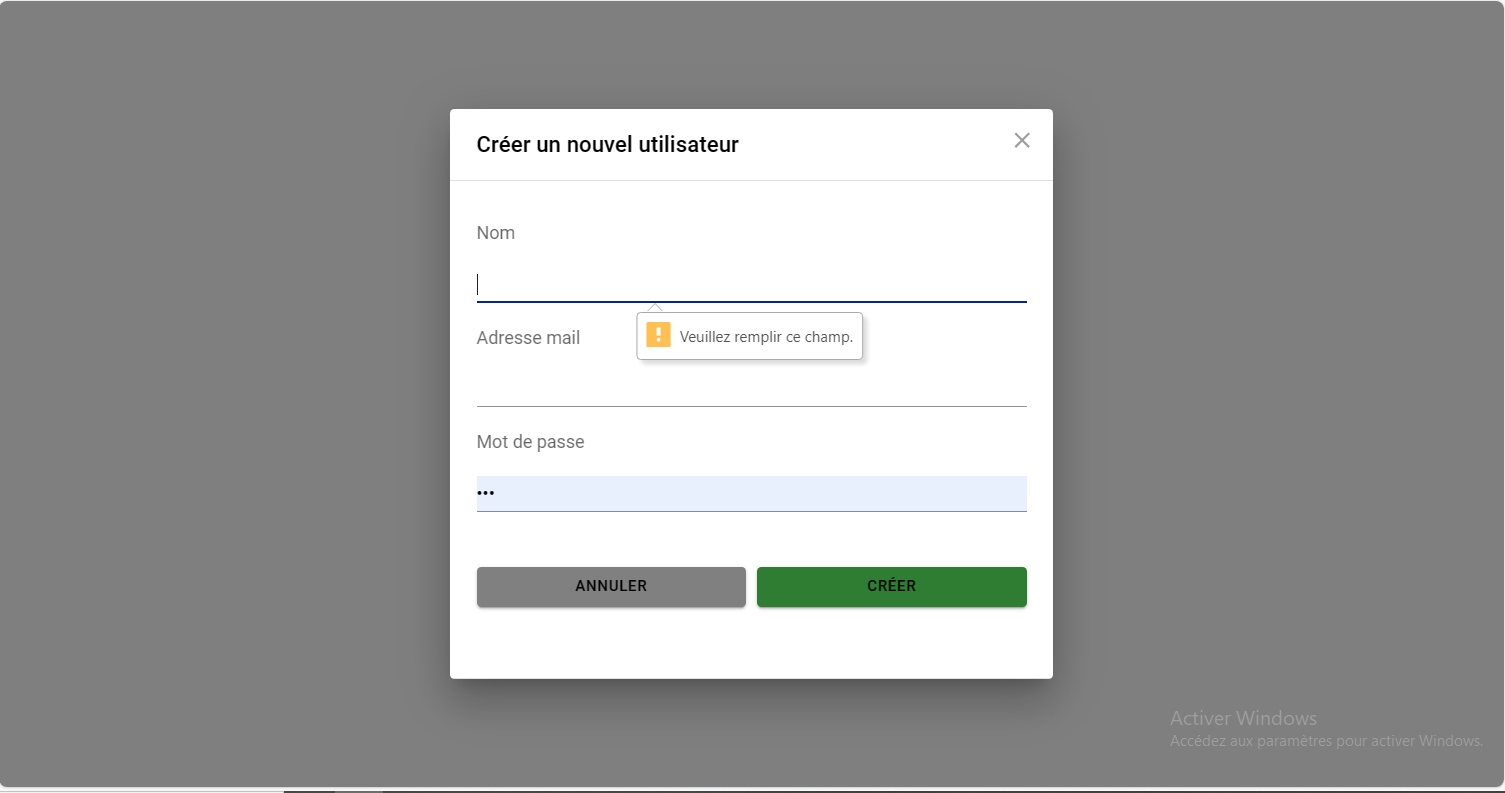 Créer un nouvel utilisateur
Nom
Veuillez remplir ce champ.
Adresse mail
Mot de passe
•••
ANNULER
CRÉER
Activer Windows
Accédez aux paramètres pour activer Windows.